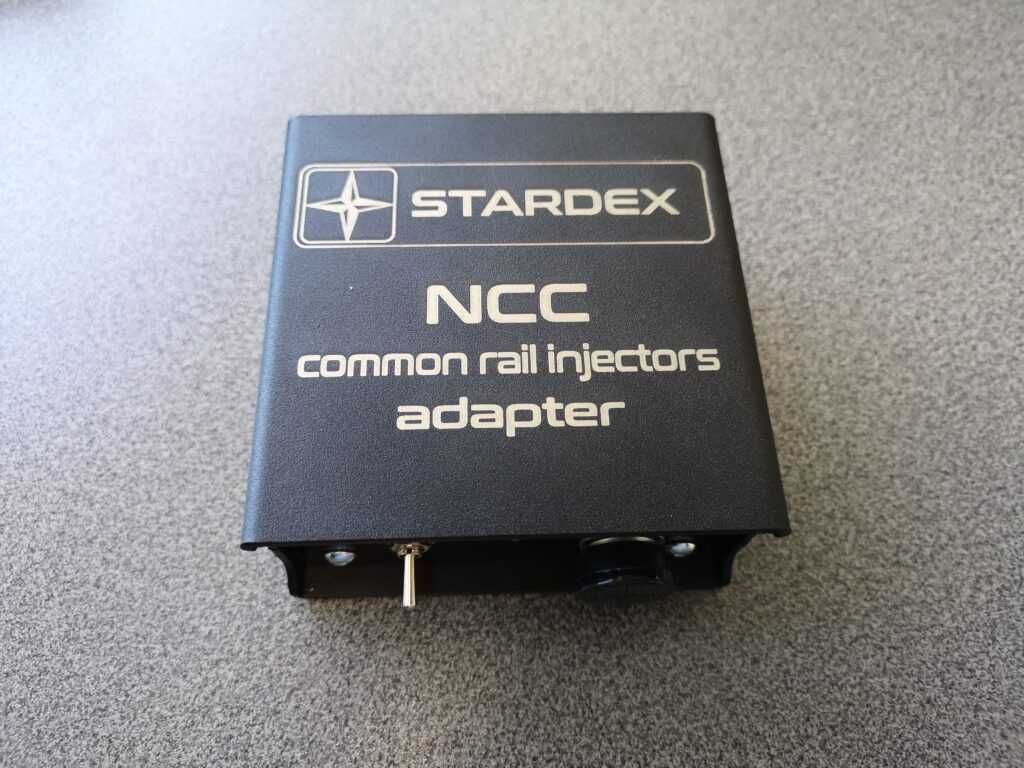 STARDEX
NCC
common rail injectors
adapter